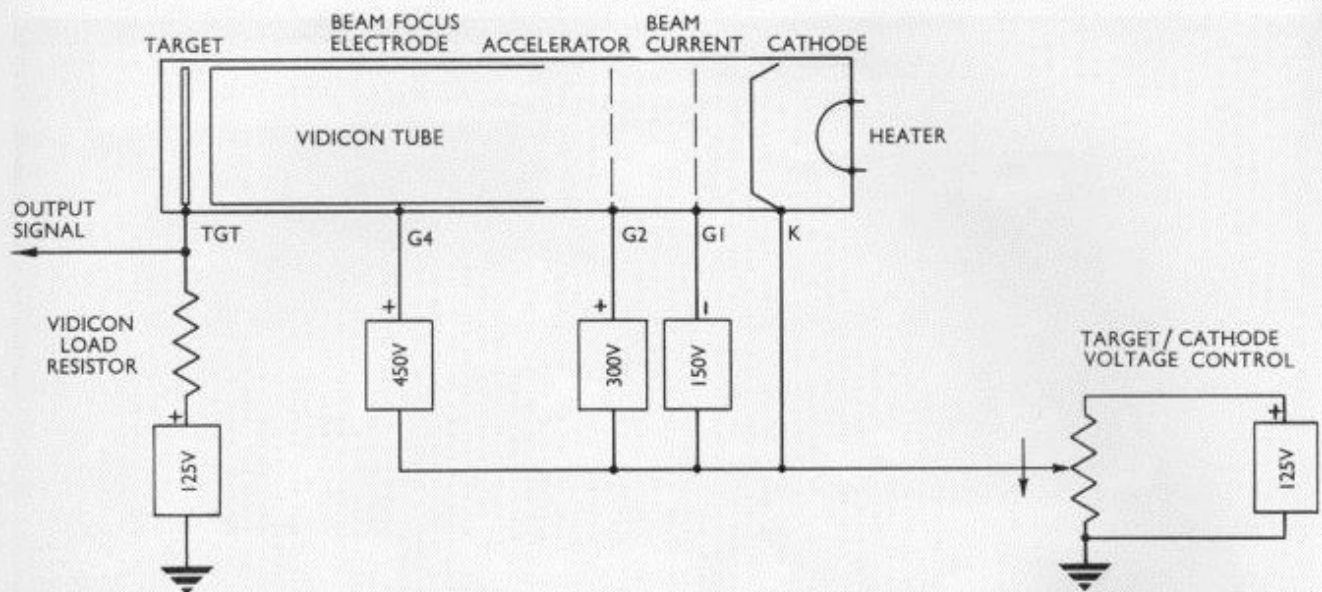 TARGET
BEAM FOCUS
ELECTRODE
ACCELERATOR
BEAM
CURRENT
CATHODE
VIDICON TUBE
HEATER
OUTPUT
SIGNAL
TGT
G4
G2
G1
K
+
+
-
VIDICON
LOAD
RESISTOR
450V
300V
150V
TARGET / CATHODE
VOLTAGE CONTROL
+
125V
+
125V